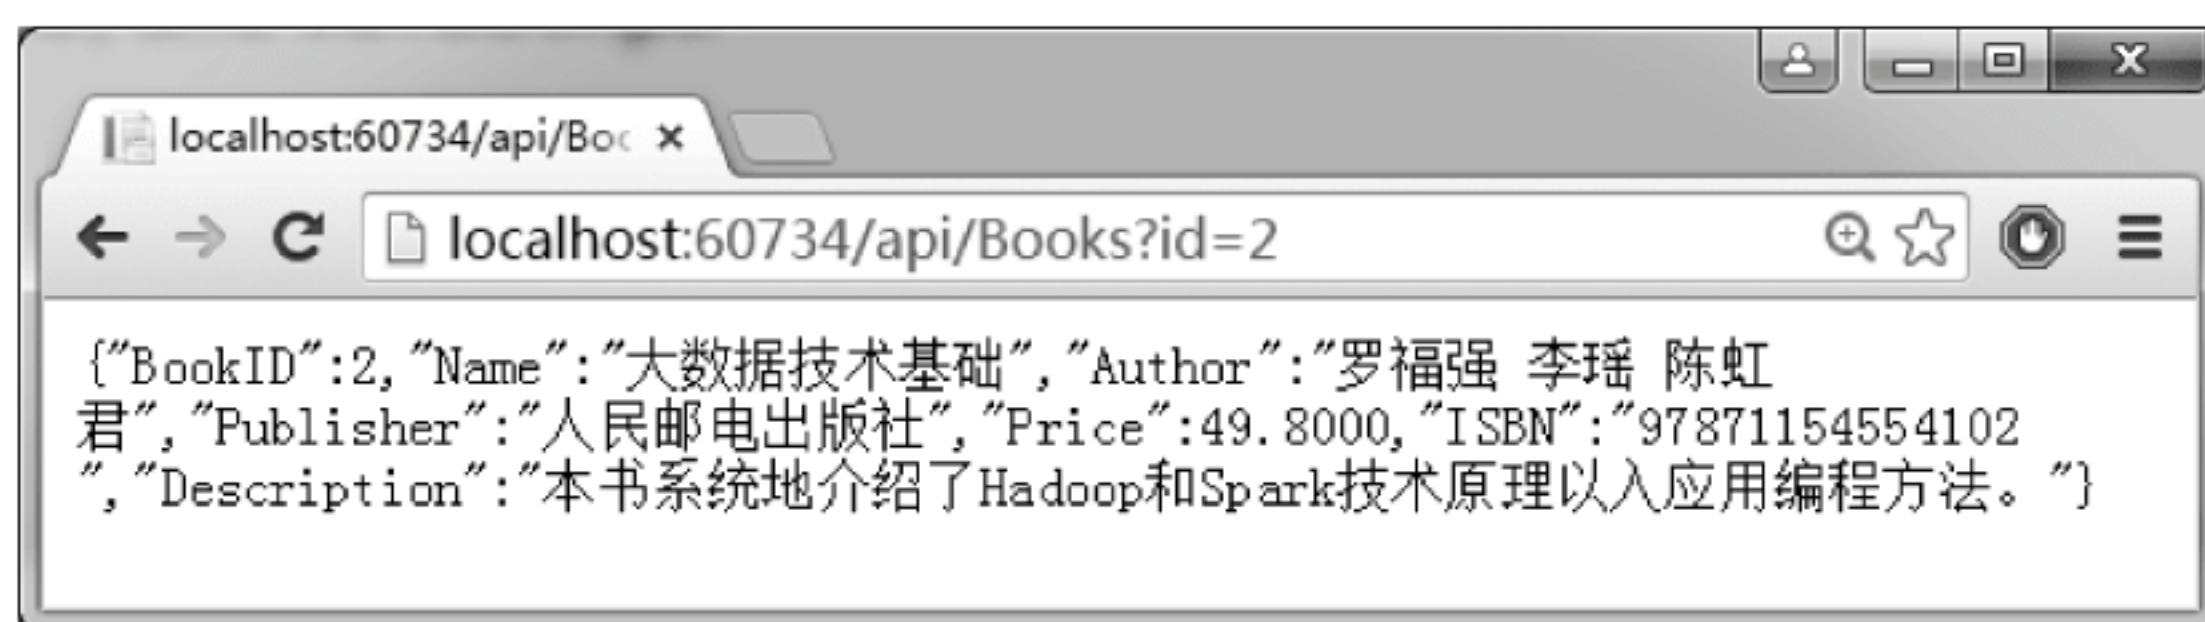 localhost:60734/api/Boo
localhost:60734/api/Books?id=2
{"BookID":2,"Name":"大数据技术基础","Author":"罗福强 李瑶 陈虹
君","Publisher":"人民邮电出版社","Price":49.8000,"ISBN":"97871154554102
","Description":"本书系统地介绍了Hadoop和Spark技术原理以入应用编程方法。"}